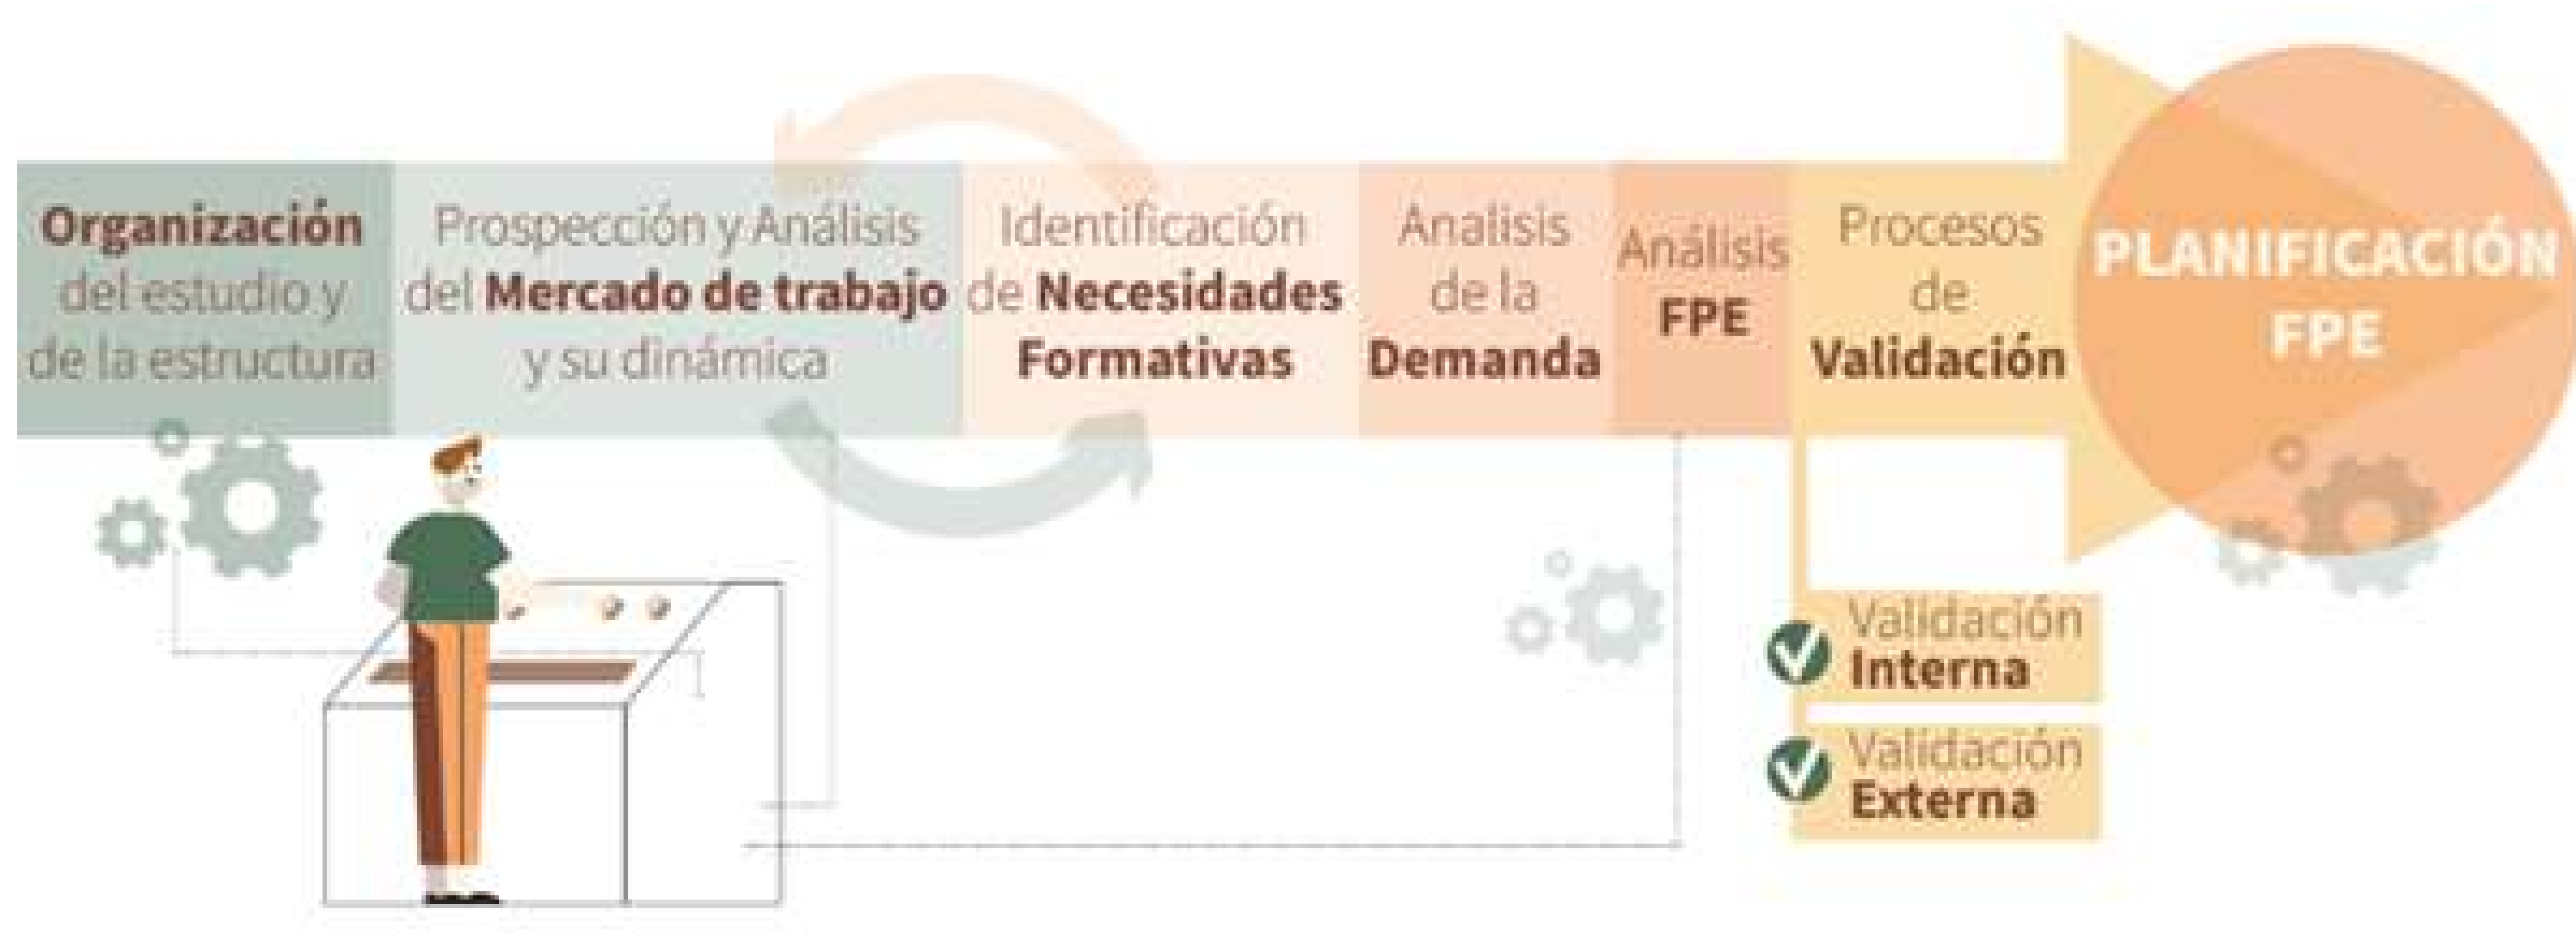 Organización
del estudio y
de la estructura
Prospección y Análisis
del Mercado de trabajo
y su dinámica
Identificación
de Necesidades
Formativas
Analisis
de la
Demanda
Análisis
FPE
Procesos
de
Validación
PLANIFICACIÓN
FPE
Validación
Interna
Validación
Externa